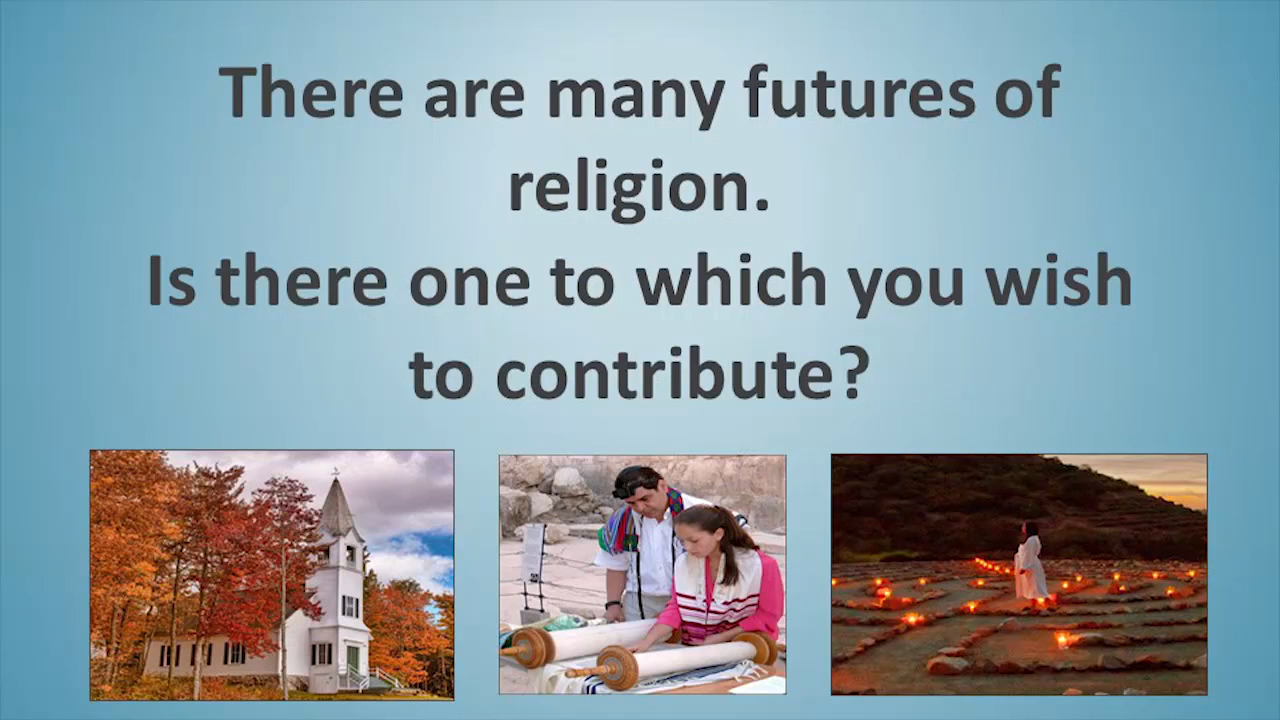 There are many futures of
religion.
Is there one to which you wish
to contribute?